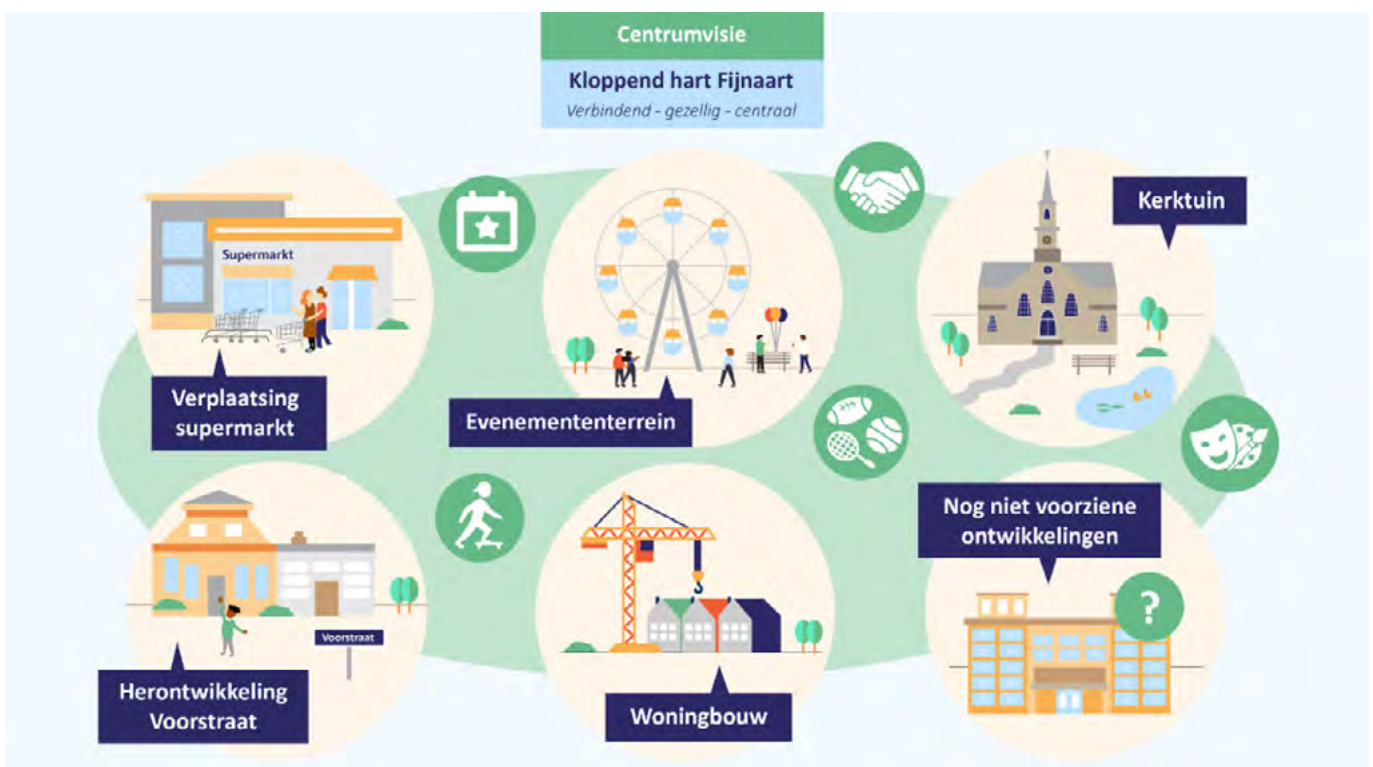 Centrumvisie
Kloppend hart Fijnaart
Verbindend - gezellig - centraal
Kerktuin
Supermarkt
Verplaatsing
supermarkt
Evenemententerrein
Nog niet voorziene
ontwikkelingen
?
Voorstraat
Herontwikkeling
Voorstraat
Woningbouw